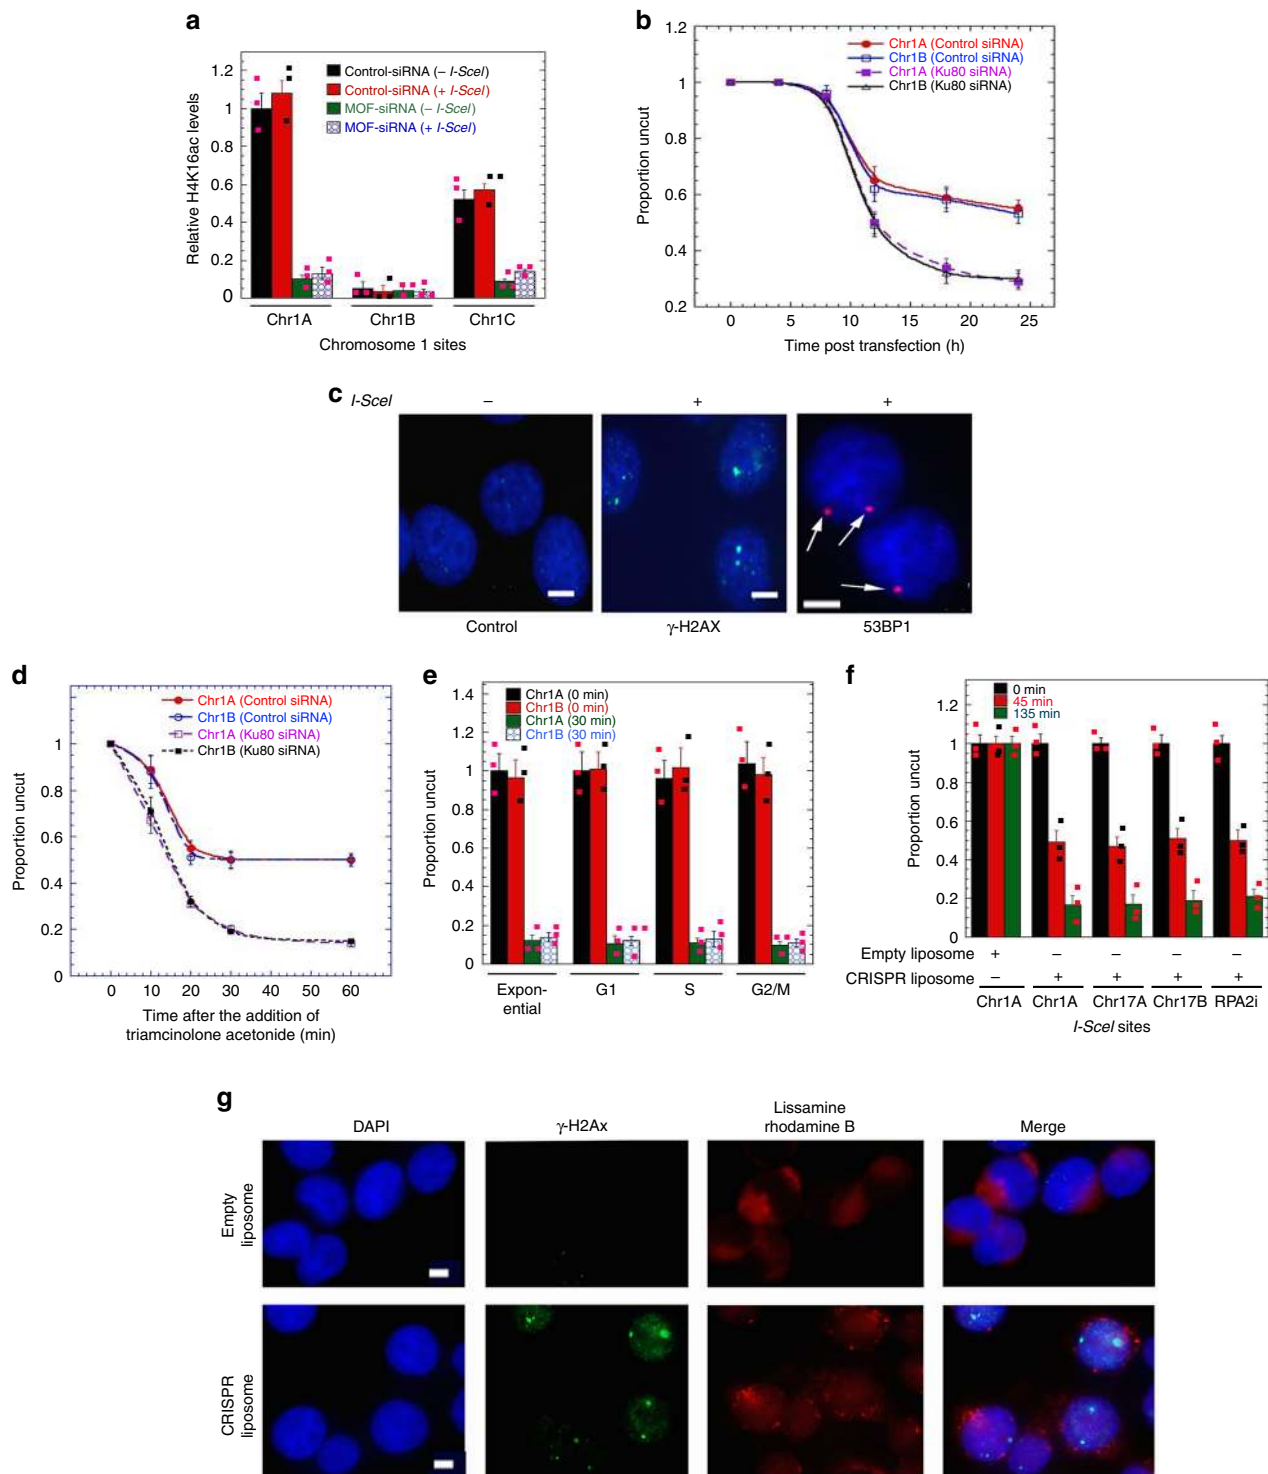 a
Relative H4K16ac levels
1.2
1
0.8
0.6
0.4
0.2
0
Control-siRNA (– I-SceI)
Control-siRNA (+ I-SceI)
MOF-siRNA (– I-SceI)
MOF-siRNA (+ I-SceI)
Chr1A Chr1B Chr1C
Chromosome 1 sites
b
Proportion uncut
1.2
1
0.8
0.6
0.4
0.2
Chr1A (Control siRNA)
Chr1B (Control siRNA)
Chr1A (Ku80 siRNA)
Chr1B (Ku80 siRNA)
0 5 10 15 20 25
Time post transfection (h)
c
I-SceI – + +
Control γ-H2AX 53BP1
d
Proportion uncut
1
0.8
0.6
0.4
0.2
0
Chr1A (Control siRNA)
Chr1B (Control siRNA)
Chr1A (Ku80 siRNA)
Chr1B (Ku80 siRNA)
0 10 20 30 40 50 60
Time after the addition of
triamcinolone acetonide (min)
e
Proportion uncut
1.4
1.2
1
0.8
0.6
0.4
0.2
0
Chr1A (0 min)
Chr1B (0 min)
Chr1A (30 min)
Chr1B (30 min)
Expon-
ential
G1 S G2/M
f
Proportion uncut
1.2
1
0.8
0.6
0.4
0.2
0
0 min
45 min
135 min
Empty liposome + – – – –
CRISPR liposome – + + + +
Chr1A Chr1A Chr17A Chr17B RPA2i
I-SceI sites
g
DAPI γ-H2Ax Lissamine
rhodamine B Merge
Empty
liposome
CRISPR
liposome